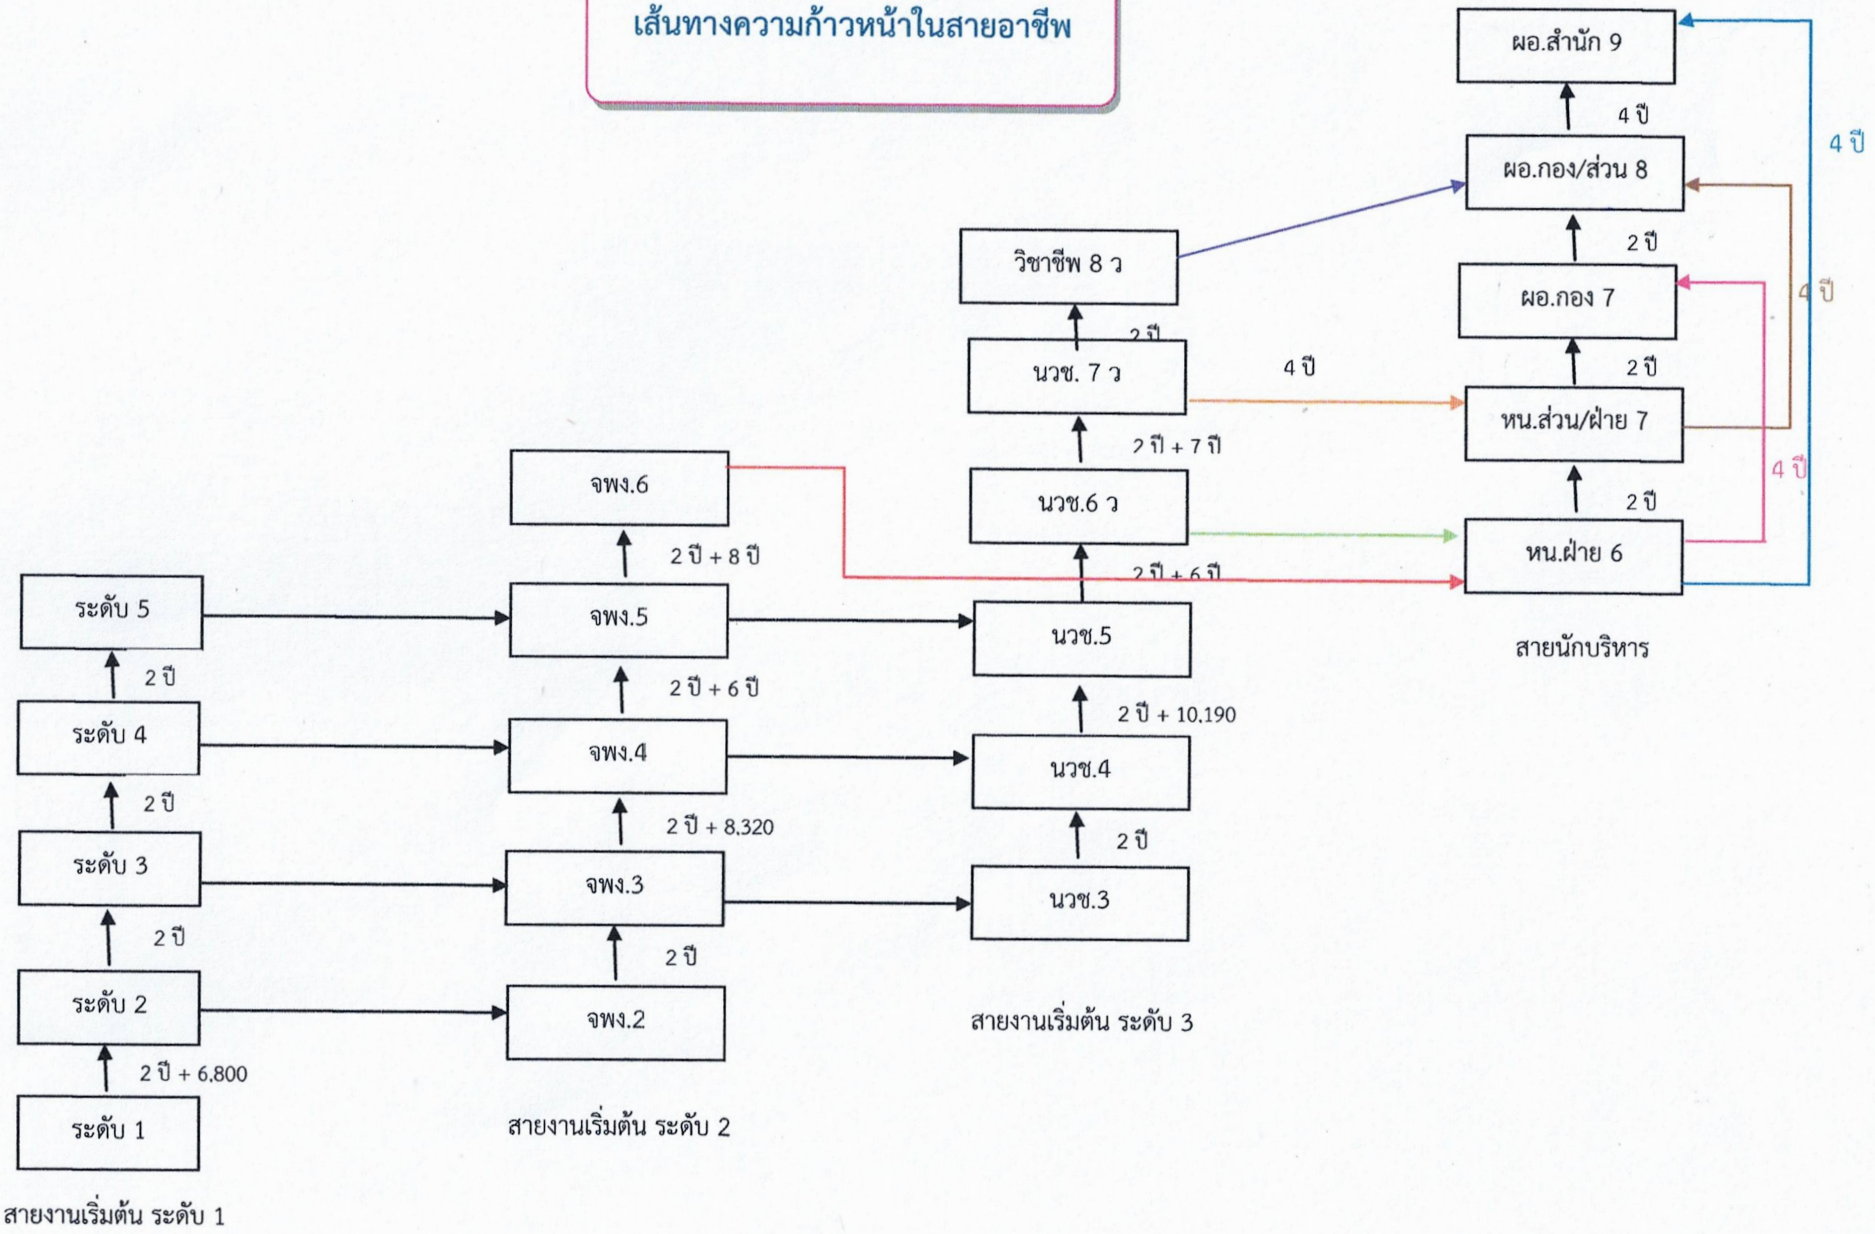 เส้นทางความก้าวหน้าในสายอาชีพ
ผอ.สำนัก 9
4 ปี
4 ปี
ผอ.กอง/ส่วน 8
2 ปี
วิชาชีพ 8 ว
ผอ.กอง 7
4 ปี
2 ปี
นวช. 7 ว
4 ปี
2 ปี
หน.ส่วน/ฝ่าย 7
2 ปี + 7 ปี
4 ปี
จพง.6
นวช.6 ว
2 ปี
หน.ฝ่าย 6
2 ปี + 8 ปี
2 ปี + 6 ปี
ระดับ 5
จพง.5
นวช.5
สายนักบริหาร
2 ปี
2 ปี + 6 ปี
2 ปี + 10,190
ระดับ 4
จพง.4
นวช.4
2 ปี
2 ปี + 8,320
2 ปี
ระดับ 3
จพง.3
นวช.3
2 ปี
2 ปี
ระดับ 2
จพง.2
สายงานเริ่มต้น ระดับ 3
2 ปี + 6,800
ระดับ 1
สายงานเริ่มต้น ระดับ 2
สายงานเริ่มต้น ระดับ 1